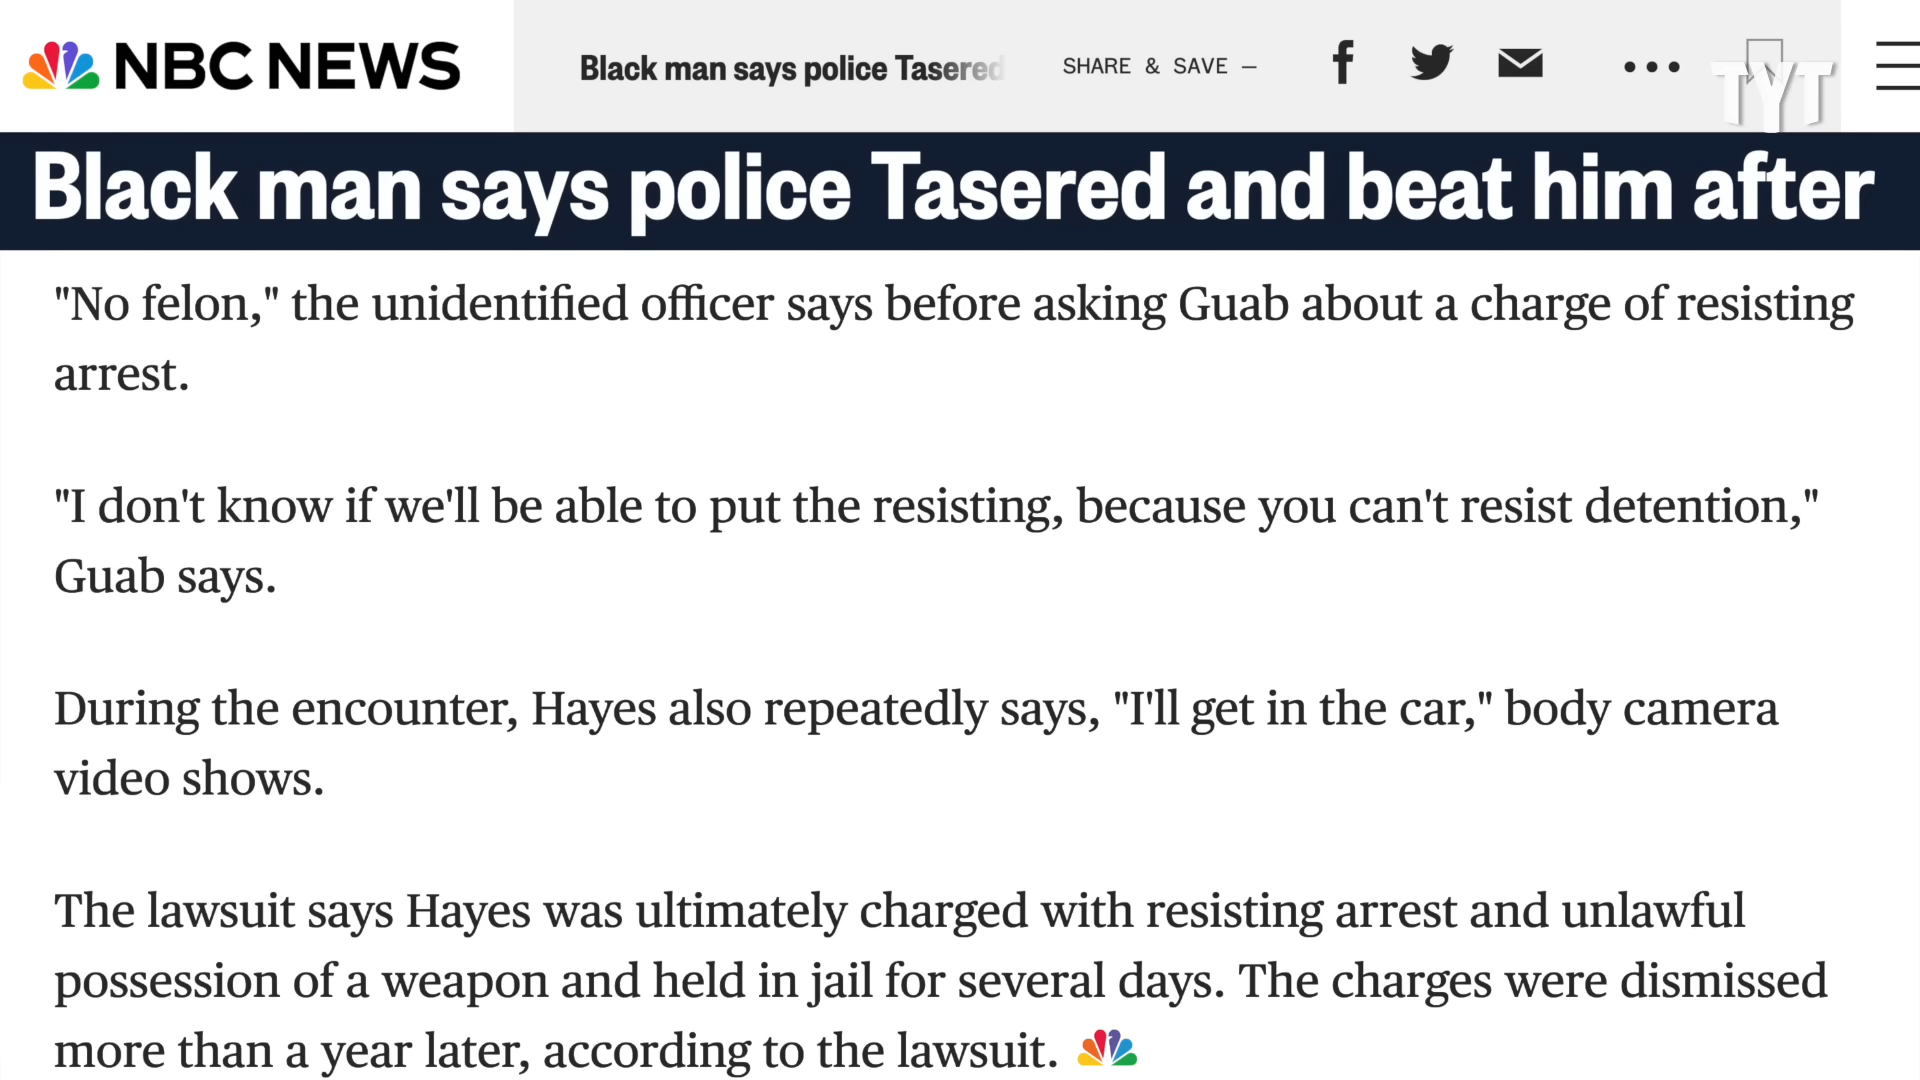 NBC NEWS
Black man says police Tasered
SHARE & SAVE —
TYT
Black man says police Tasered and beat him after
"No felon," the unidentified officer says before asking Guab about a charge of resisting
arrest.
"I don't know if we'll be able to put the resisting, because you can't resist detention,"
Guab says.
During the encounter, Hayes also repeatedly says, "I'll get in the car," body camera
video shows.
The lawsuit says Hayes was ultimately charged with resisting arrest and unlawful
possession of a weapon and held in jail for several days. The charges were dismissed
more than a year later, according to the lawsuit.